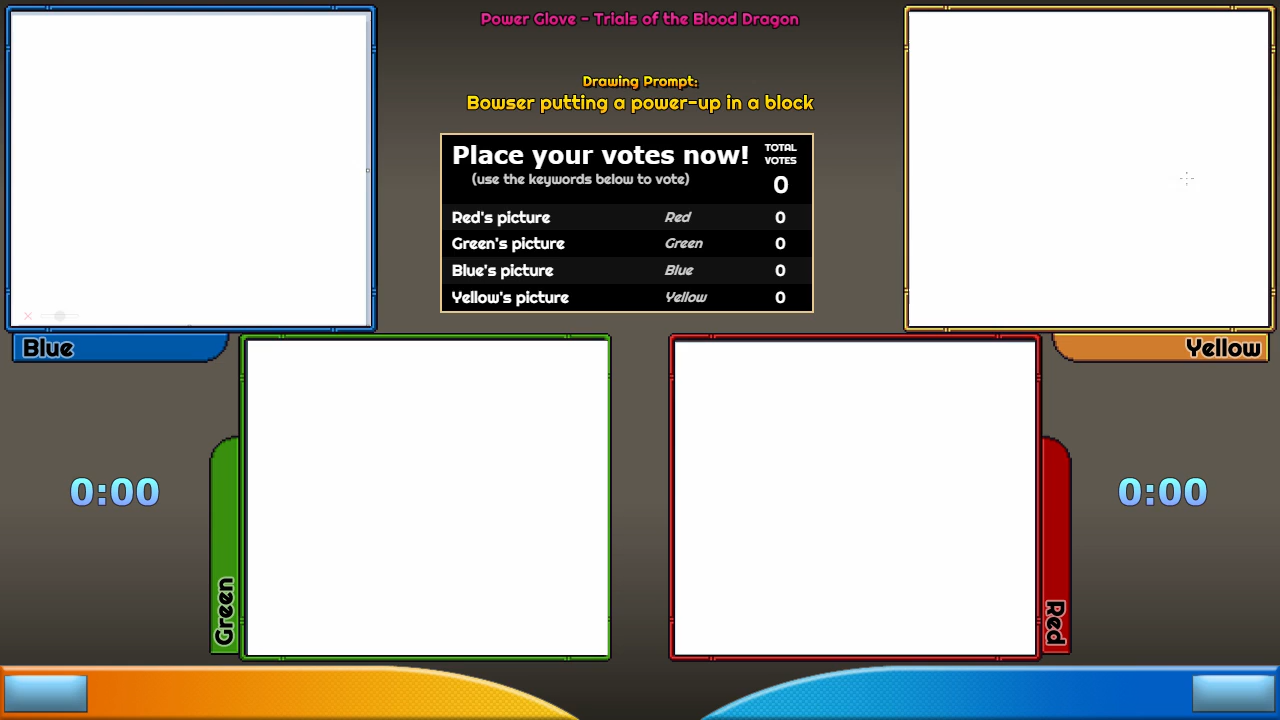 Power Glove - Trials of the Blood Dragon
Drawing Prompt:
Bowser putting a power-up in a block
Place your votes now!
(use the keywords below to vote)
TOTAL
VOTES
0
Red's picture Red 0
Green's picture Green 0
Blue's picture Blue 0
Yellow's picture Yellow 0
Blue
Yellow
0:00
Green
Red
0:00